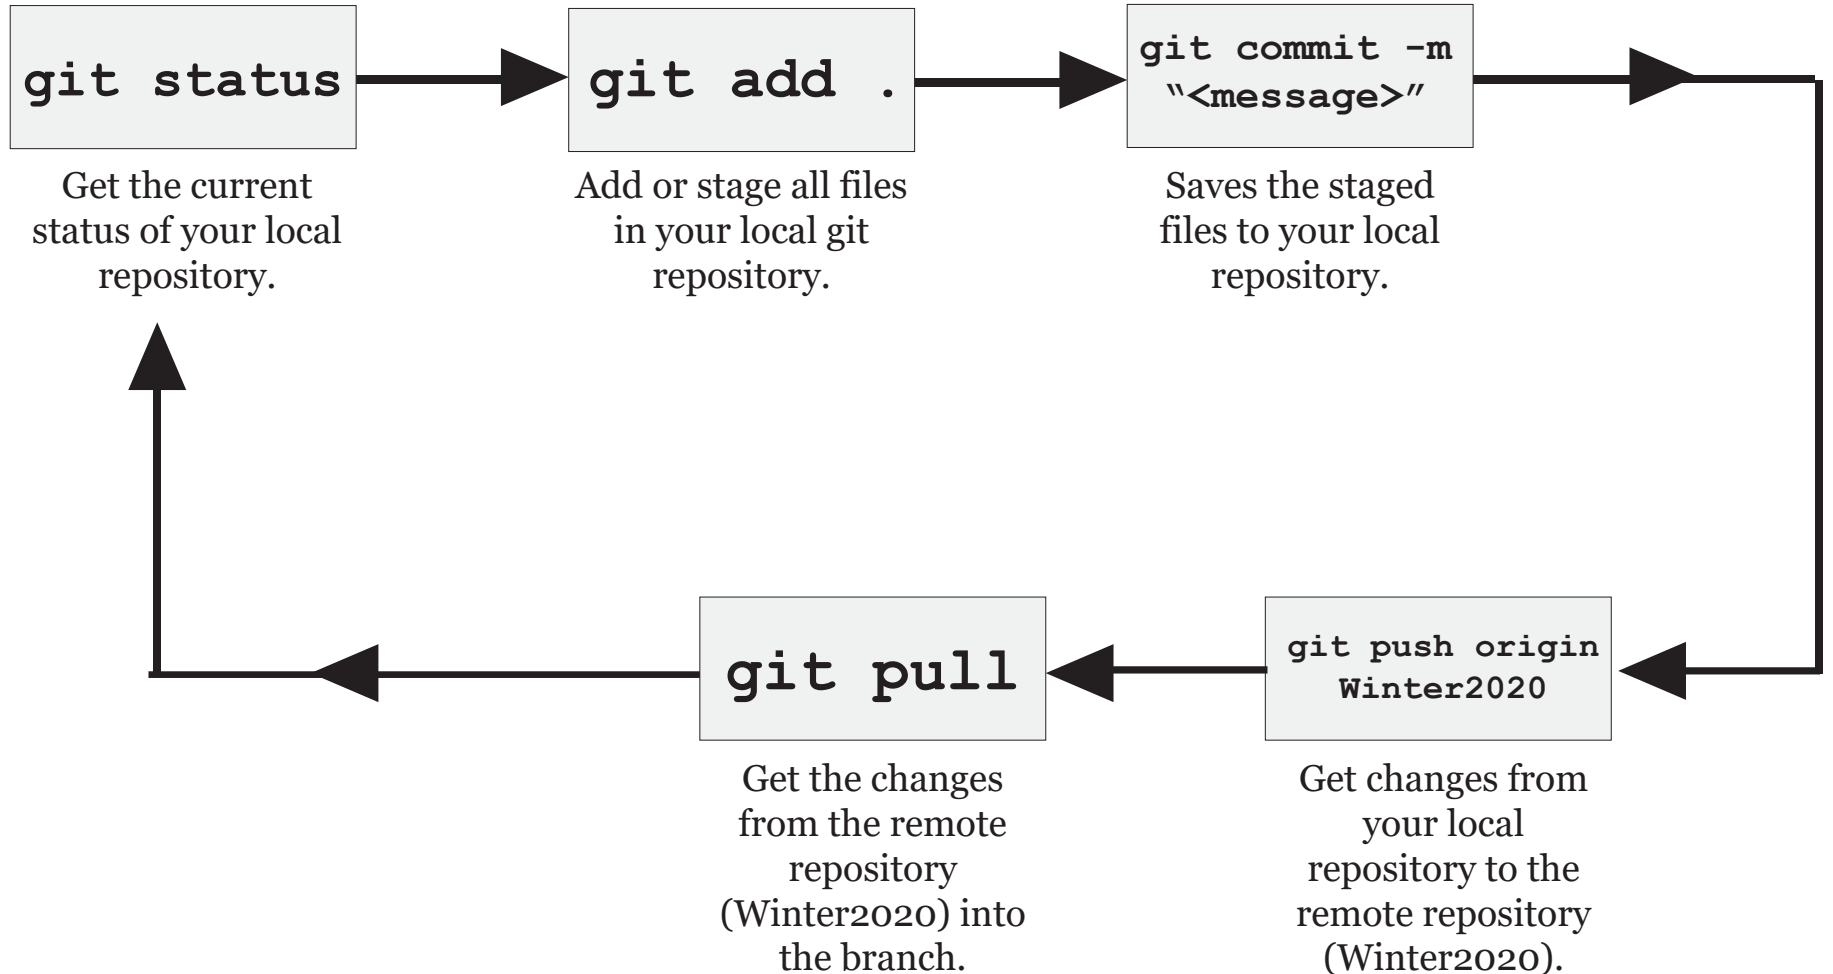 git status
Get the current
status of your local
repository.
git add .
Add or stage all files
in your local git
repository.
git commit -m
“<message>”
Saves the staged
files to your local
repository.
git push origin
Winter2020
Get changes from
your local
repository to the
remote repository
(Winter2020).
git pull
Get the changes
from the remote
repository
(Winter2020) into
the branch.